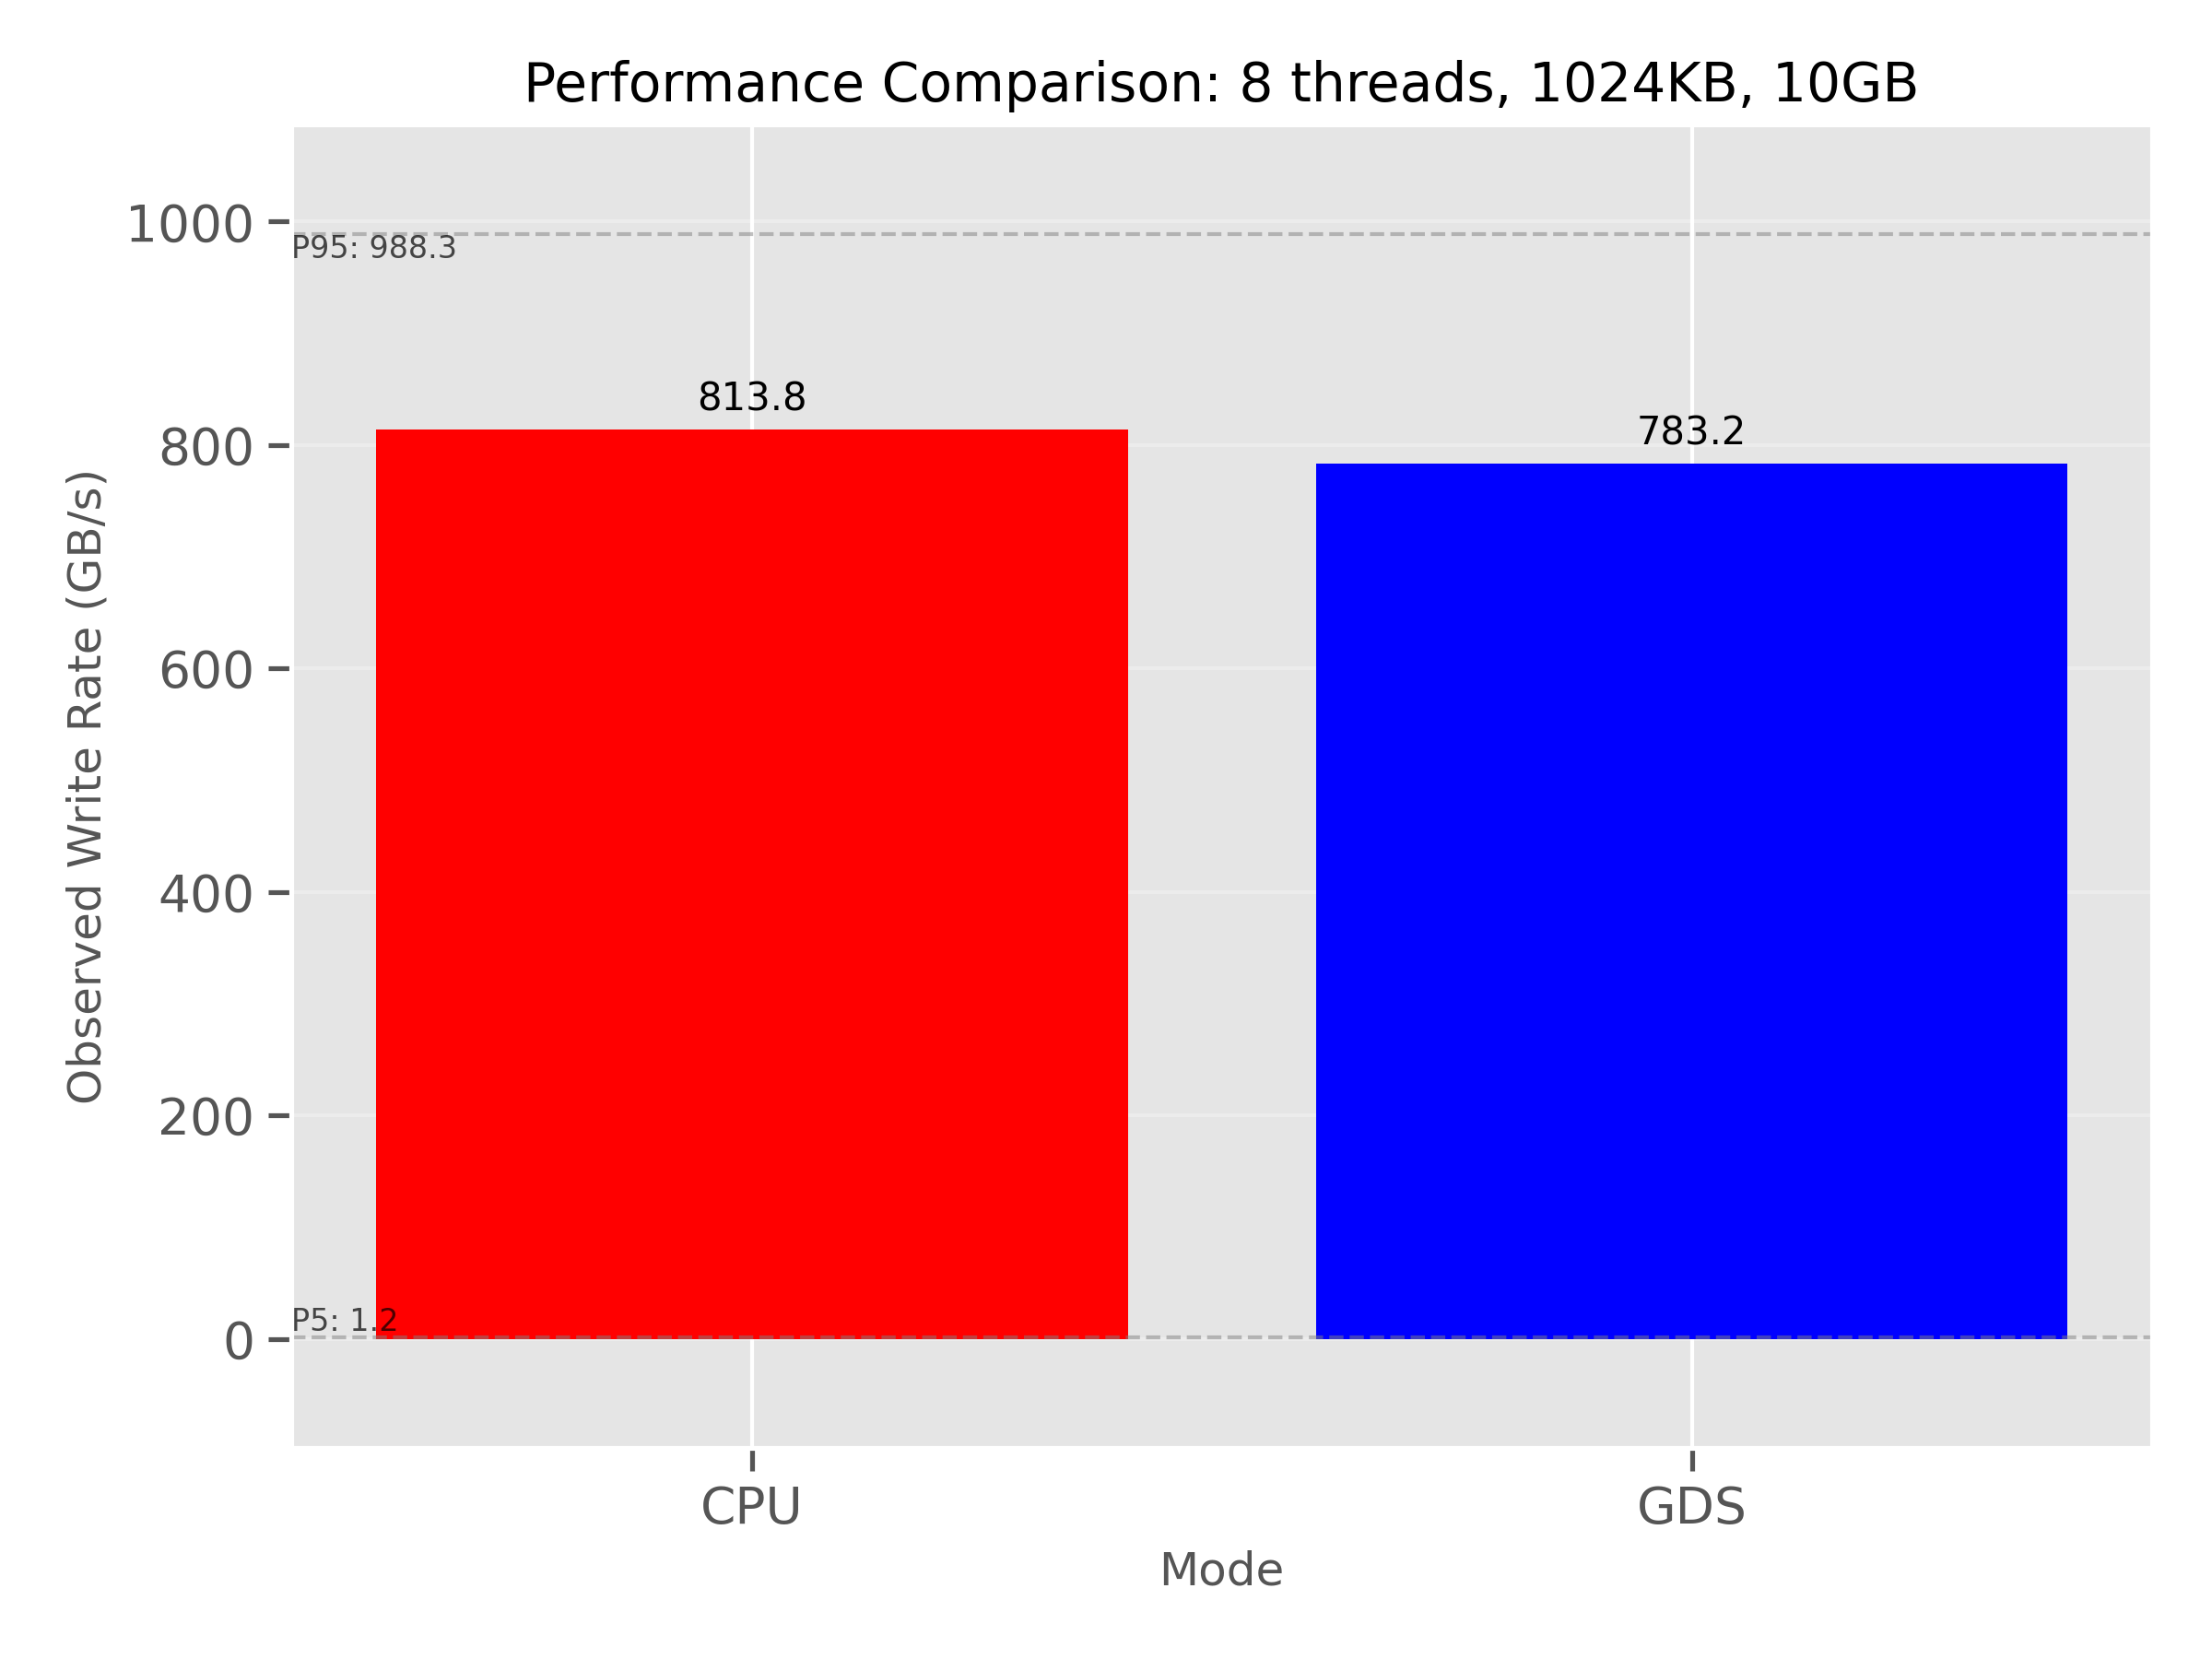 Performance Comparison: 8 threads, 1024KB, 10GB
1000
P95: 988.3
813.8
783.2
800
600
400
200
P5: 1.2
0
Observed Write Rate (GB/s)
CPU
GDS
Mode